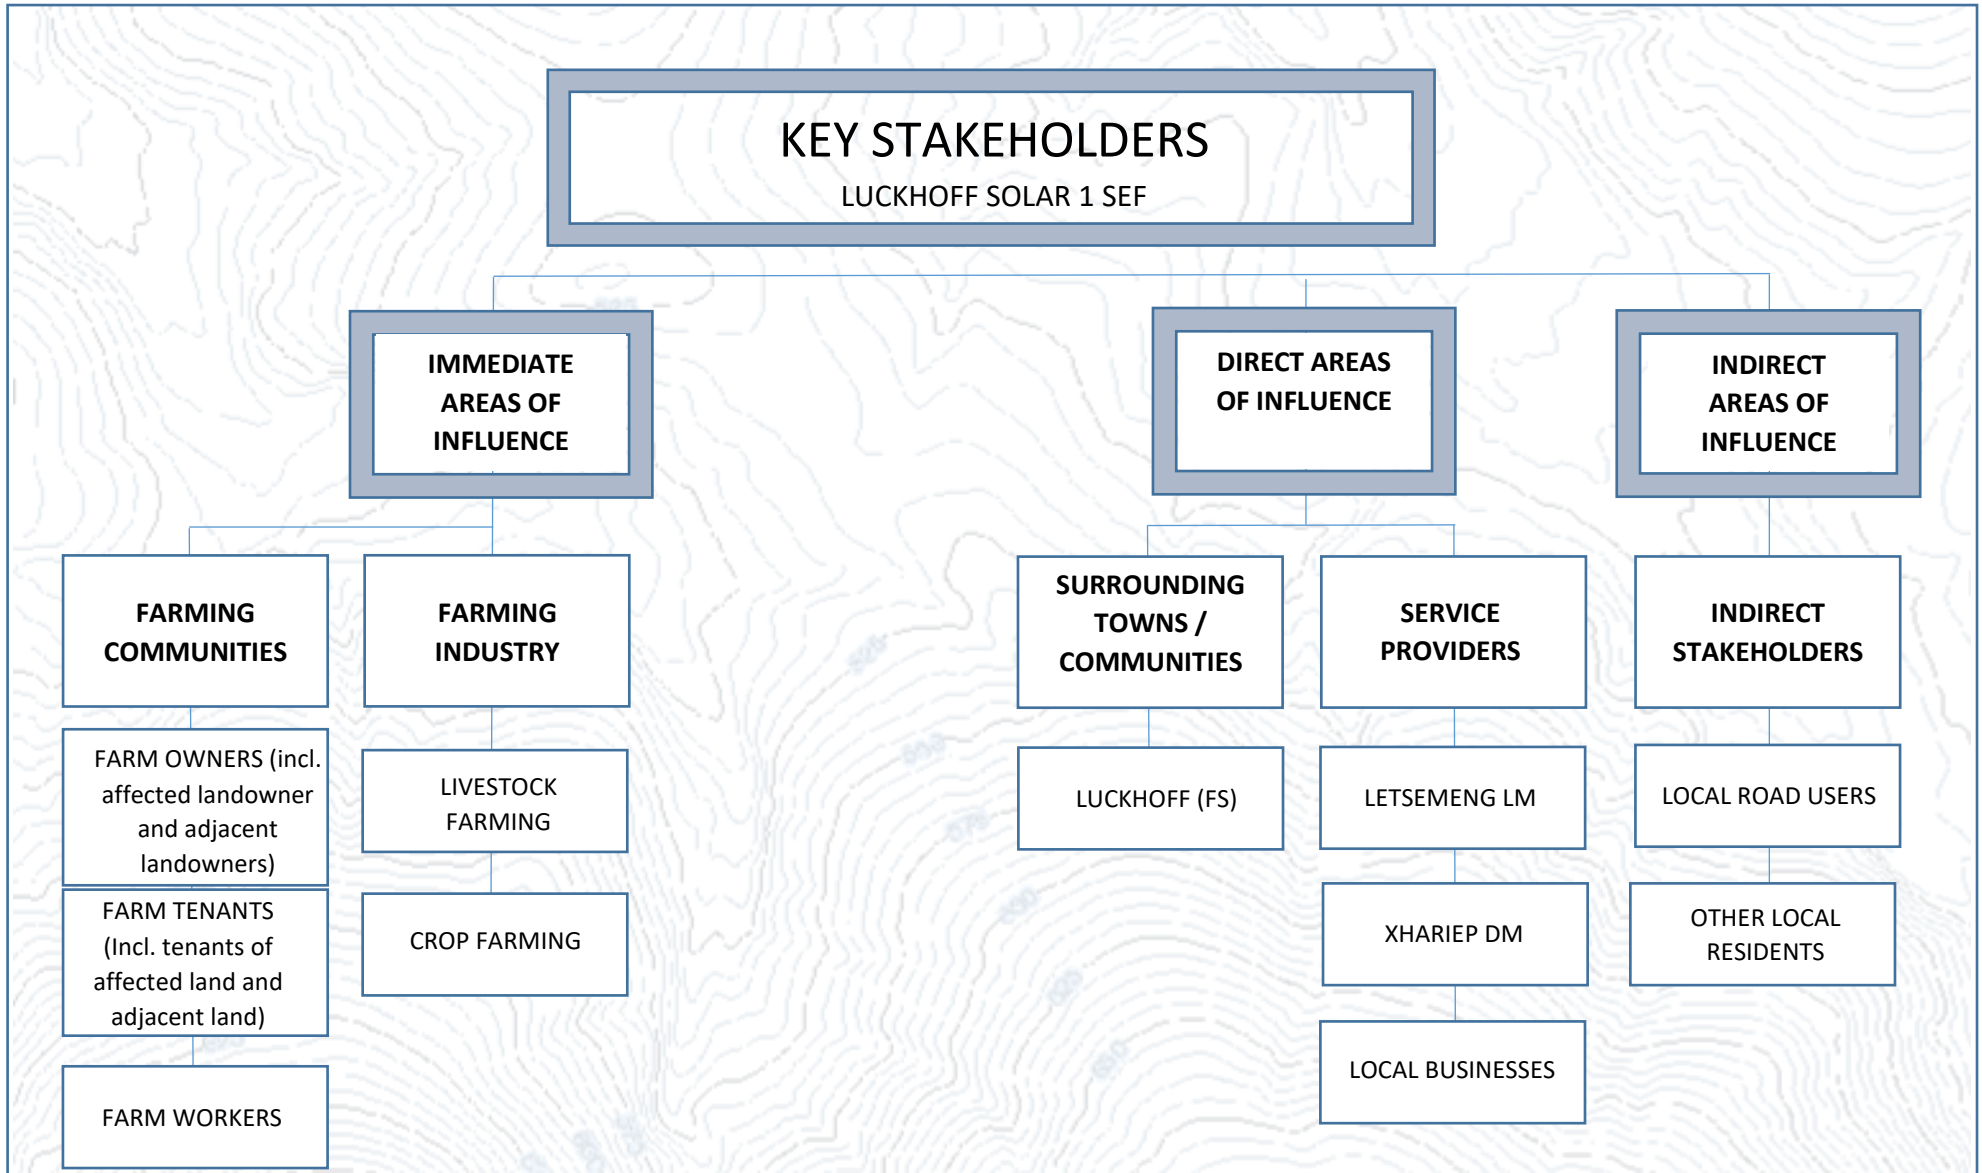 KEY STAKEHOLDERS
LUCKHOFF SOLAR 1 SEF
IMMEDIATE
AREAS OF
INFLUENCE
DIRECT AREAS
OF INFLUENCE
INDIRECT
AREAS OF
INFLUENCE
FARMING
COMMUNITIES
FARMING
INDUSTRY
SURROUNDING
TOWNS /
COMMUNITIES
SERVICE
PROVIDERS
INDIRECT
STAKEHOLDERS
FARM OWNERS (incl.
affected landowner
and adjacent
landowners)
LIVESTOCK
FARMING
LUCKHOFF (FS)
LETSEMENG LM
LOCAL ROAD USERS
FARM TENANTS
(Incl. tenants of
affected land and
adjacent land)
CROP FARMING
XHARIEP DM
OTHER LOCAL
RESIDENTS
FARM WORKERS
LOCAL BUSINESSES